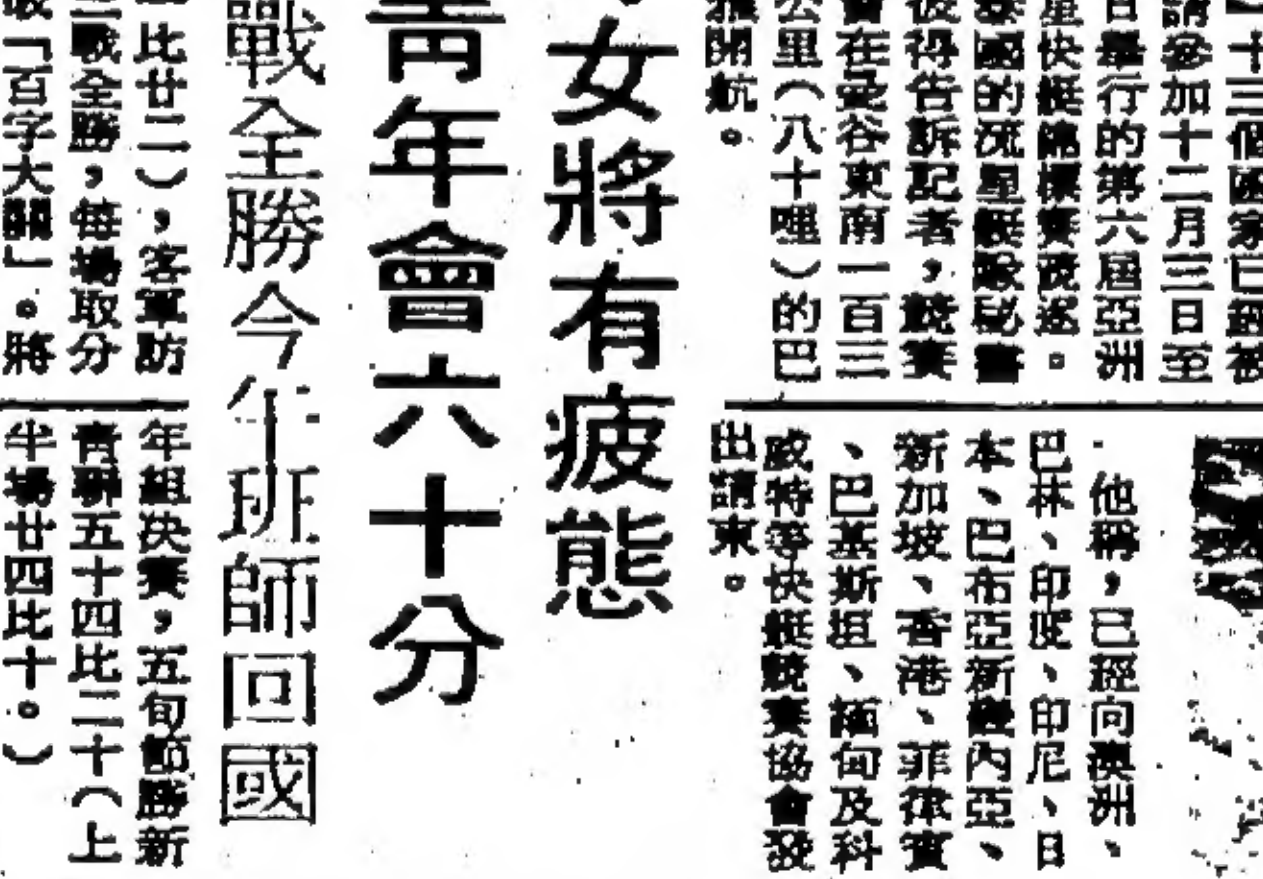 十三個國家已經被
請參加十二月三日至
日舉行的第六屆亞洲
星快艇錦標賽
泰國的流星艇隊秘書
彼得告訴記者，競賽
會在曼谷東南一百三
公里（八十哩）的巴
開航。
他稱，已經向澳洲、
巴林、印度、印尼、日
本、巴布亞新畿內亞、
新加坡、香港、菲律賓
、巴基斯坦、緬甸及科
威特等快艇競賽協會發
出請柬。
女將有疲態
青年會六十分
戰全勝今午班師回國
比廿二），客軍訪
戰全勝，每場取分
「百字大關」。將
年組決賽，五旬節勝新
青聯五十四比二十（上
半場廿四比十。）